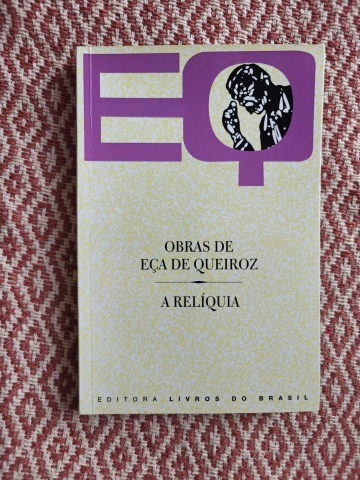 EQ
OBRAS DE
EÇA DE QUEIROZ
A RELÍQUIA
EDITORA LIVROS DO BRASIL